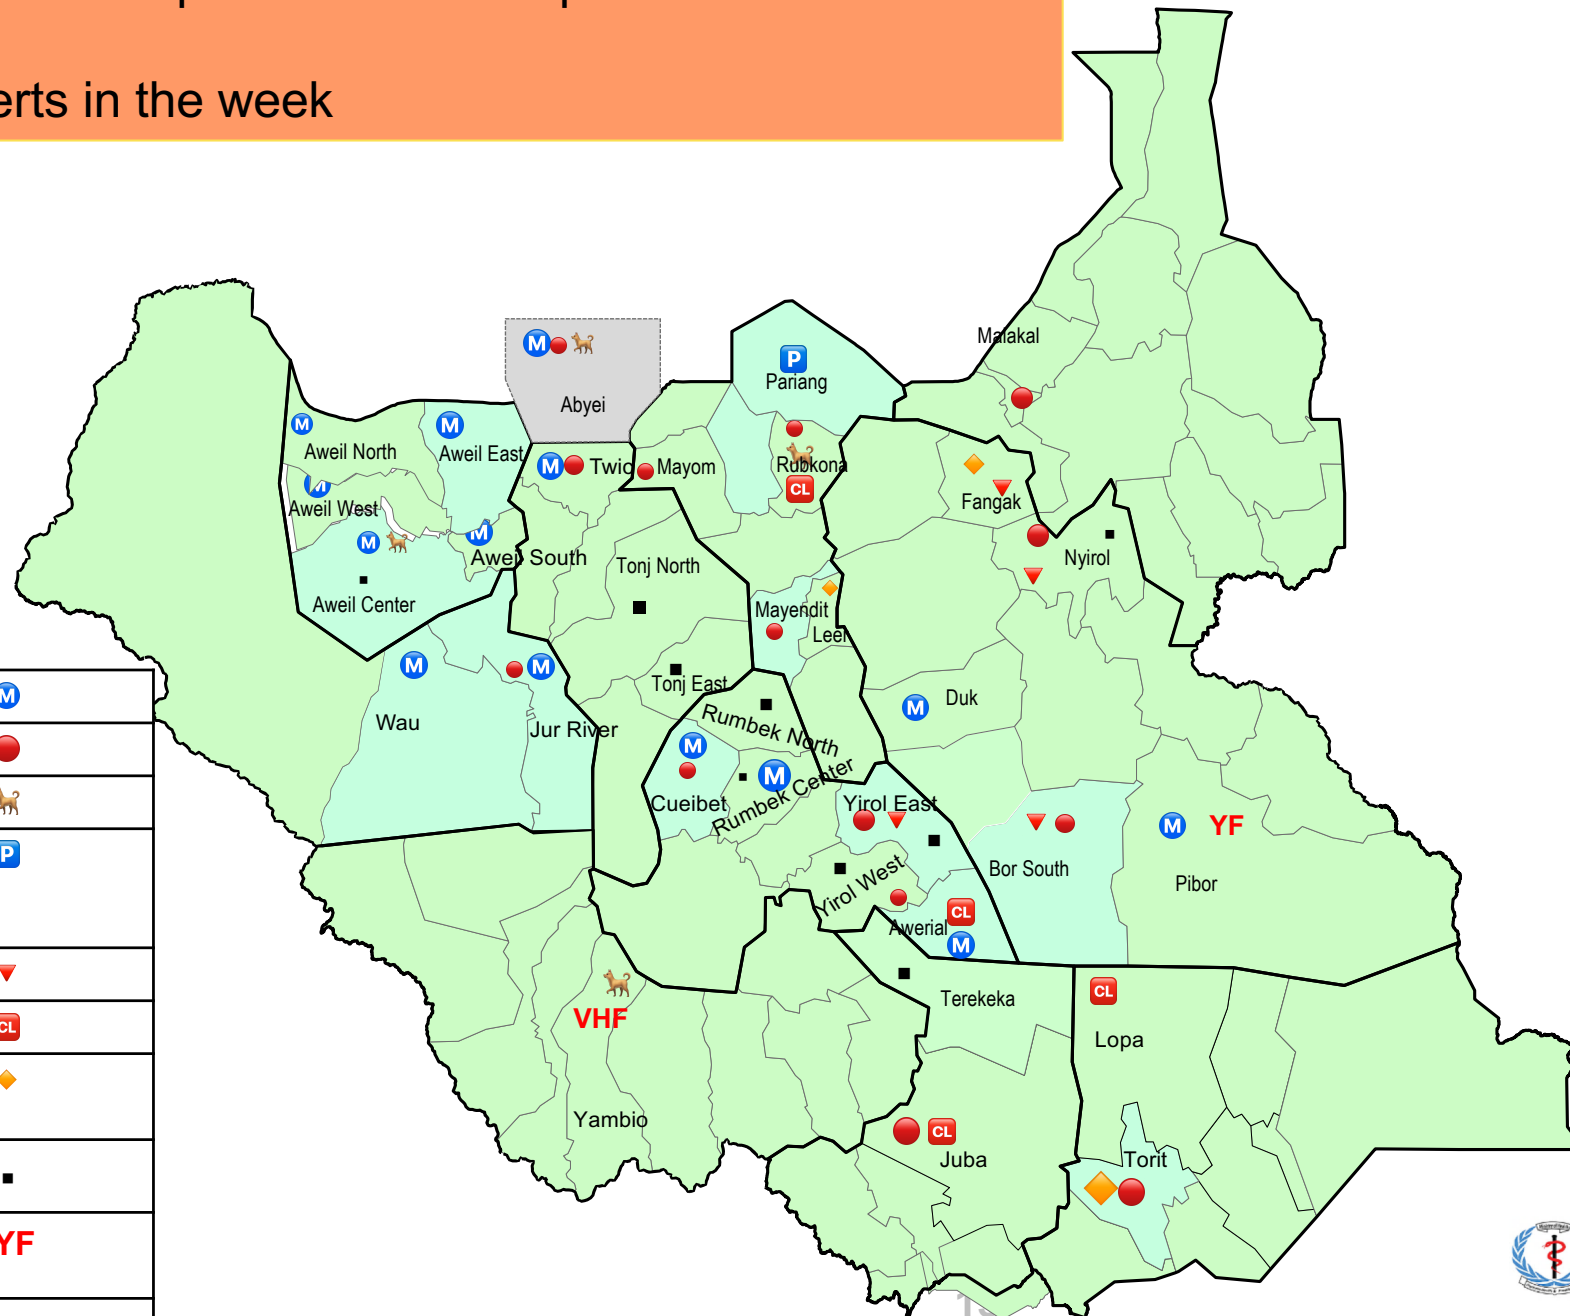 erts in the week
Malakal
P
Pariang
M
Abyei
M
Aweil North
M
Aweil East
M
Twic
Mayom
Rubkona
CL
Fangak
M
Aweil West
M
Aweil South
M
Aweil Center
Tonj North
Nyirol
Mayendit
Leer
M
M
M
Wau
Jur River
Tonj East
Rumbek North
M
Duk
M
Cueibet
M
Rumbek Center
Yirol East
Bor South
M
YF
Pibor
Yirol West
CL
Awerial
M
Terekeka
CL
Lopa
VHF
Yambio
CL
Juba
Torit
P
CL
YF